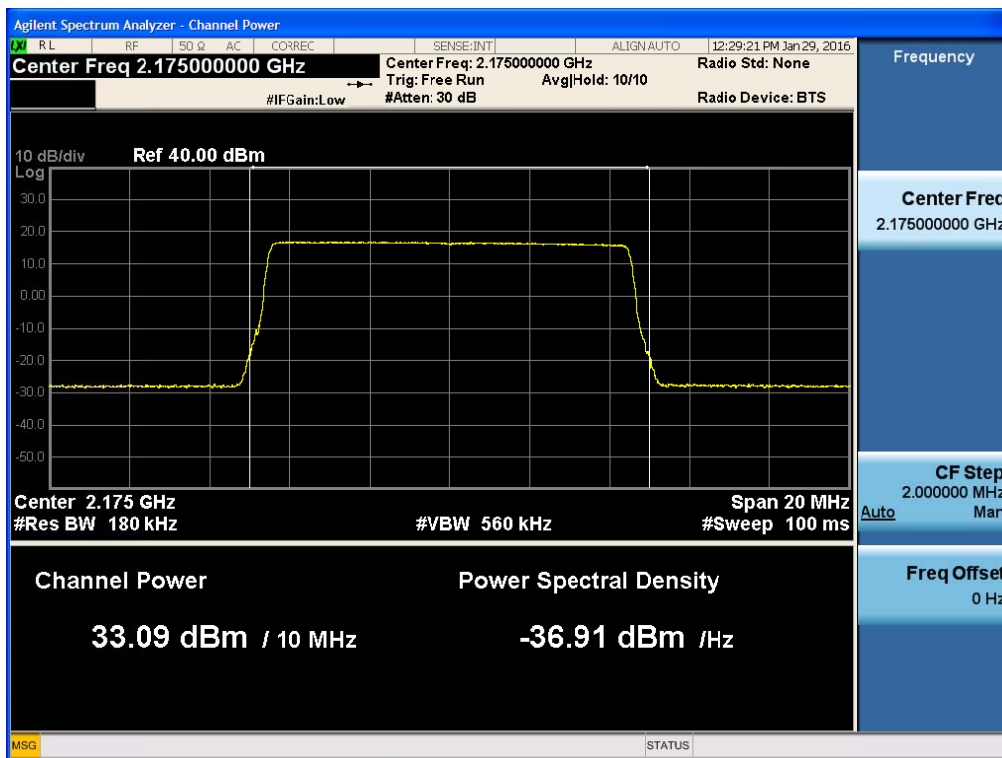 Agilent Spectrum Analyzer - Channel Power
LXI RL RF 50 Ω AC CORREC SENSE:INT ALIGN AUTO 12:29:21 PM Jan 29, 2016
Center Freq 2.175000000 GHz
Center Freq: 2.175000000 GHz
Radio Std: None
Trig: Free Run Avg|Hold: 10/10
#IFGain:Low
#Atten: 30 dB
Radio Device: BTS
10 dB/div Ref 40.00 dBm
Log
30.0
20.0
10.0
0.00
-10.0
-20.0
-30.0
-40.0
-50.0
Center 2.175 GHz Span 20 MHz
#Res BW 180 kHz #VBW 560 kHz #Sweep 100 ms
Channel Power Power Spectral Density
33.09 dBm / 10 MHz -36.91 dBm /Hz
Frequency
Center Freq
2.175000000 GHz
CF Step
2.000000 MHz
Auto Man
Freq Offset
0 Hz
MSG STATUS